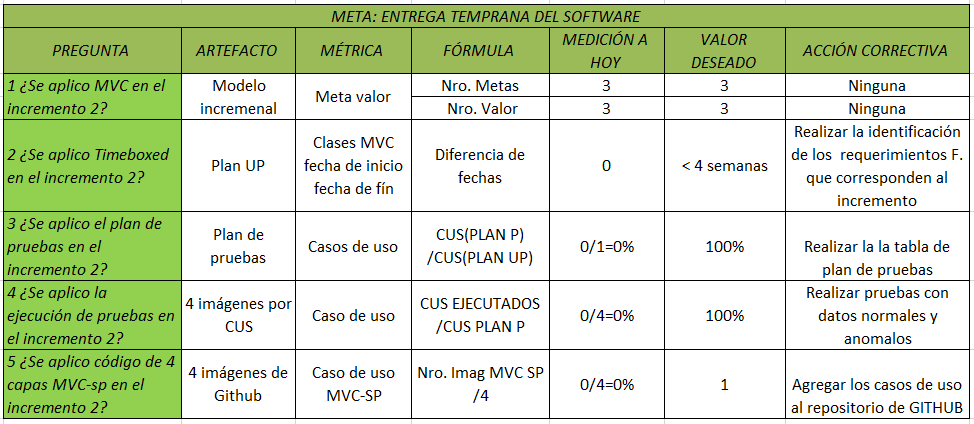 META: ENTREGA TEMPRANA DEL SOFTWARE
PREGUNTA
ARTEFACTO
MÉTRICA
FÓRMULA
MEDICIÓN A
HOY
VALOR
DESEADO
ACCIÓN CORRECTIVA
1 ¿Se aplico MVC en el
incremento 2?
Modelo
incremenal
Meta valor
Nro. Metas
3
3
Ninguna
Nro. Valor
3
3
Ninguna
2 ¿Se aplico Timeboxed
en el incremento 2?
Plan UP
Clases MVC
fecha de inicio
fecha de fín
Diferencia de
fechas
0
< 4 semanas
Realizar la identificación
de los requerimientos F.
que corresponden al
incremento
3 ¿Se aplico el plan de
pruebas en el
incremento 2?
Plan de
pruebas
Casos de uso
CUS(PLAN P)
/CUS(PLAN UP)
0/1=0%
100%
Realizar la la tabla de
plan de pruebas
4 ¿Se aplico la
ejecución de pruebas en
el incremento 2?
4 imágenes por
CUS
Caso de uso
CUS EJECUTADOS
/CUS PLAN P
0/4=0%
100%
Realizar pruebas con
datos normales y
anomalos
5 ¿Se aplico código de 4
capas MVC-sp en el
incremento 2?
4 imágenes de
Github
Caso de uso
MVC-SP
Nro. Imag MVC SP
/4
0/4=0%
1
Agregar los casos de uso
al repositorio de GITHUB